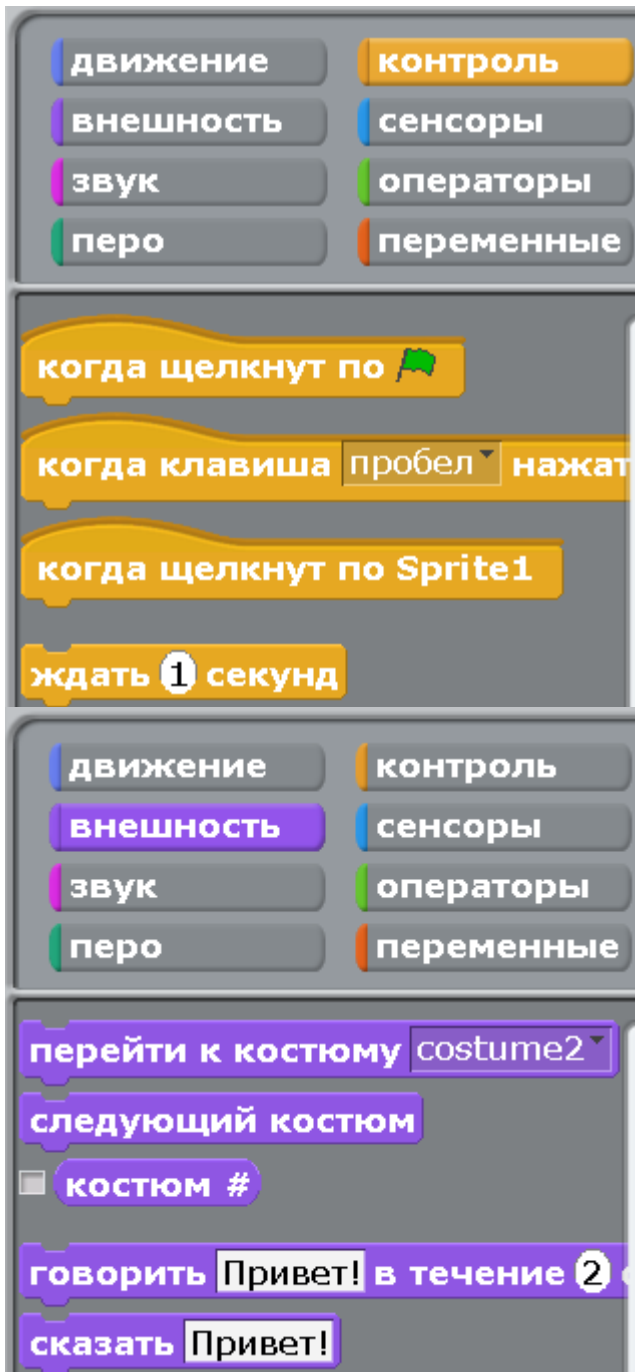 движение контроль
внешность сенсоры
звук операторы
перо переменные
когда щелкнут по
когда клавиша пробел нажат
когда щелкнут по Sprite1
ждать 1 секунд
движение контроль
внешность сенсоры
звук операторы
перо переменные
перейти к костюму costume2
следующий костюм
костюм #
говорить Привет! в течение 2
сказать Привет!